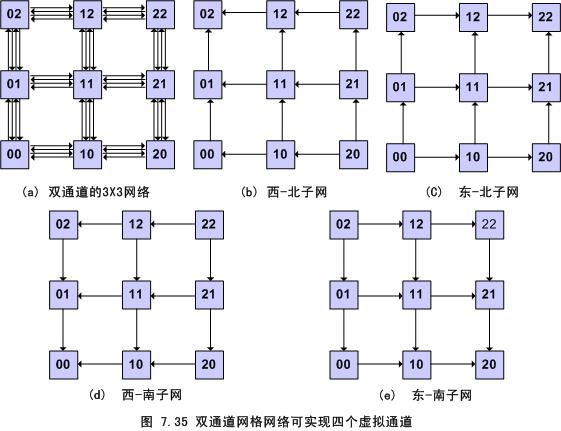 02 12 22 02 12 22 02 12 22
01 11 21 01 11 21 01 11 21
00 10 20 00 10 20 00 10 20
(a) 双通道的3X3网络 (b) 西-北子网 (C) 东-北子网
02 12 22 02 12 22
01 11 21 01 11 21
00 10 20 00 10 20
(d) 西-南子网 (e) 东-南子网
图 7.35 双通道网格网络可实现四个虚拟通道